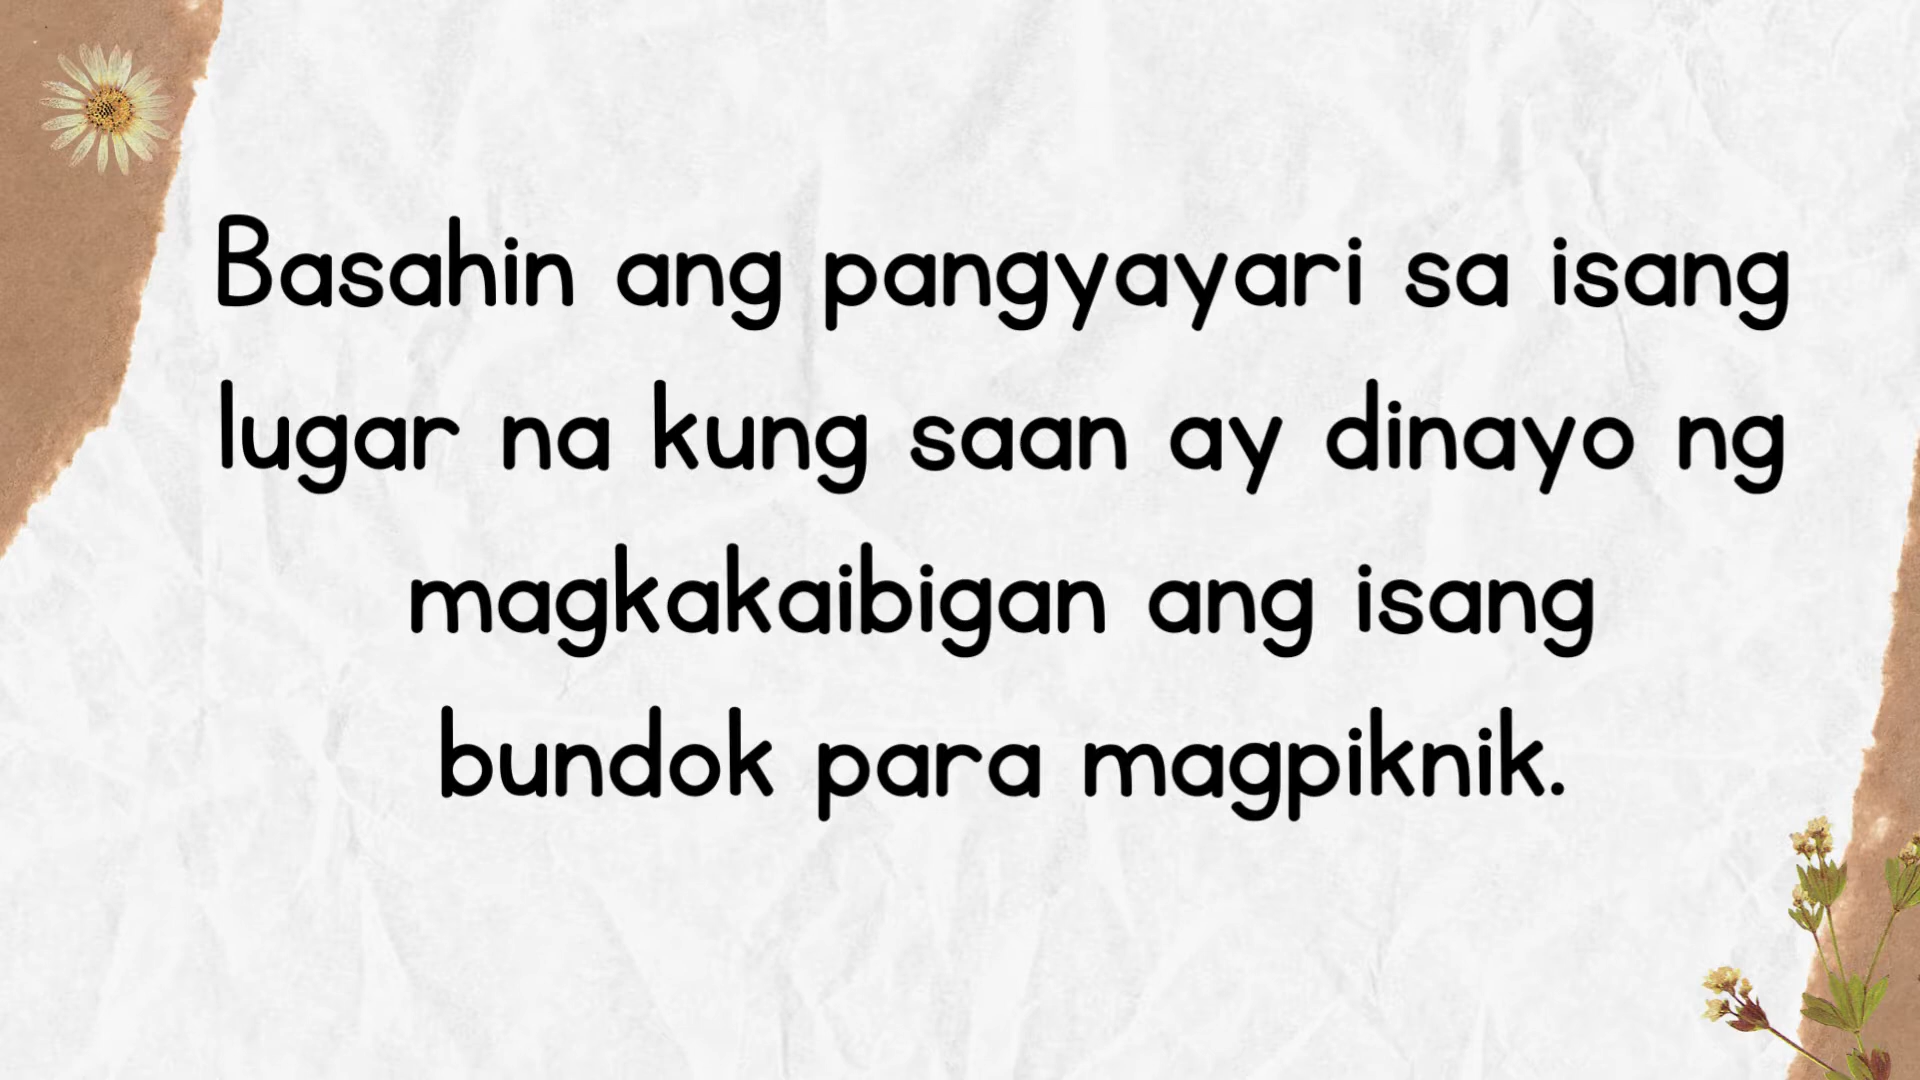 Basahin ang pangyayari sa isang
lugar na kung saan ay dinayo ng
magkakaibigan ang isang
bundok para magpiknik.